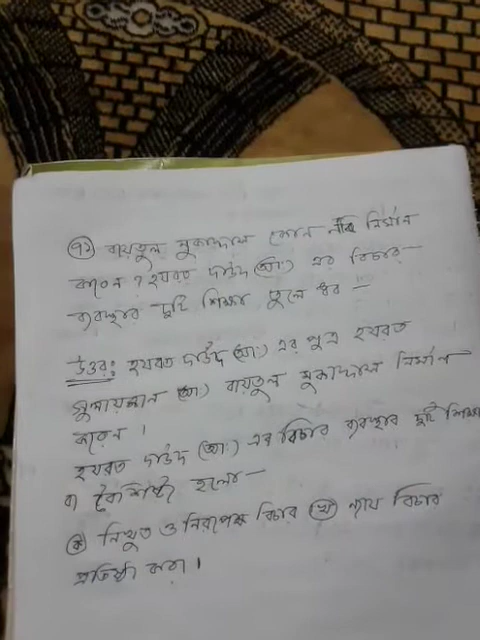 ৭১ বায়তুল মুকাদ্দাস কোন নবি নির্মান
করেন ? হযরত দাউদ (আঃ) এর বিচার-
ব্যবস্থার দুটি শিক্ষা তুলে ধর -
উত্তরঃ হযরত দাউদ (আঃ) এর পুত্র হযরত
সুলায়মান (আঃ) বায়তুল মুকাদ্দাস নির্মান
করেন ।
হযরত দাউদ (আঃ) এর বিচার ব্যবস্থার দুটি শিক্ষা
বা বৈশিষ্ট্য হলো -
ক নিখুত ও নিরপেক্ষ বিচার খ ন্যায় বিচার
প্রতিষ্ঠা করা ।